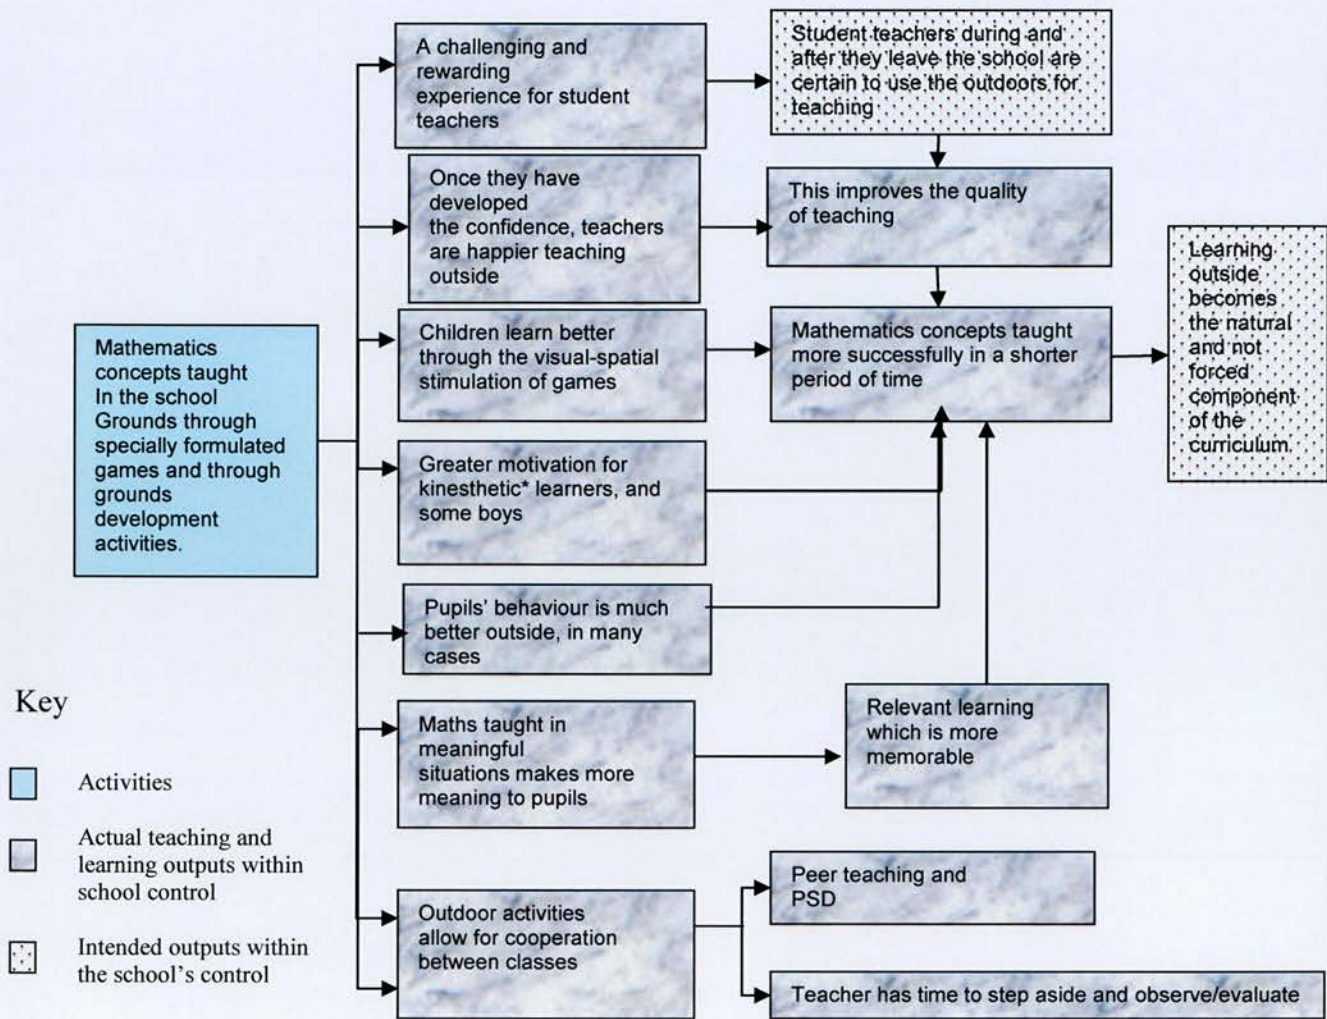 A challenging and
rewarding
experience for student
teachers
Student teachers during and
after they leave the school are
certain to use the outdoors for
teaching
Once they have
developed
the confidence, teachers
are happier teaching
outside
This improves the quality
of teaching
Learning
outside
becomes
the natural
and not
forced
component
of the
curriculum.
Mathematics
concepts taught
In the school
Grounds through
specially formulated
games and through
grounds
development
activities.
Children learn better
through the visual-spatial
stimulation of games
Mathematics concepts taught
more successfully in a shorter
period of time
Greater motivation for
kinesthetic* learners, and
some boys
Pupils' behaviour is much
better outside, in many
cases
Maths taught in
meaningful
situations makes more
meaning to pupils
Relevant learning
which is more
memorable
Outdoor activities
allow for cooperation
between classes
Peer teaching and
PSD
Teacher has time to step aside and observe/evaluate
Key
Activities
Actual teaching and
learning outputs within
school control
Intended outputs within
the school's control